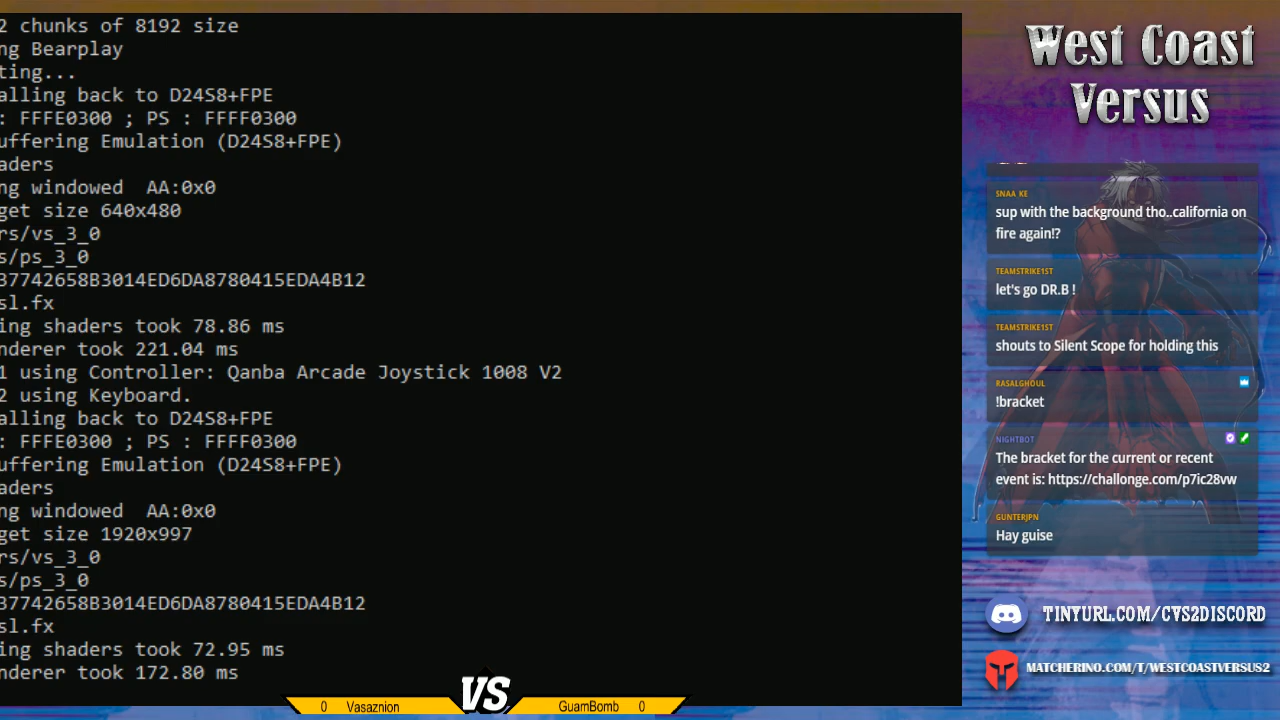 2 chunks of 8192 size
ng Bearplay
ting...
alling back to D24S8+FPE
: FFFE0300 ; PS : FFFF0300
uffering Emulation (D24S8+FPE)
aders
ng windowed  AA:0x0
get size 640x480
rs/vs_3_0
s/ps_3_0
37742658B3014ED6DA8780415EDA4B12
sl.fx
ing shaders took 78.86 ms
nderer took 221.04 ms
1 using Controller: Qanba Arcade Joystick 1008 V2
2 using Keyboard.
alling back to D24S8+FPE
: FFFE0300 ; PS : FFFF0300
uffering Emulation (D24S8+FPE)
aders
ng windowed  AA:0x0
get size 1920x997
rs/vs_3_0
s/ps_3_0
37742658B3014ED6DA8780415EDA4B12
sl.fx
ing shaders took 72.95 ms
nderer took 172.80 ms
0 Vasaznion
VS
GuamBomb 0
West Coast
Versus
SNAA KE
sup with the background tho..california on
fire again!?
TEAMSTRIKE1ST
let's go DR.B !
TEAMSTRIKE1ST
shouts to Silent Scope for holding this
RASALGHOUL
!bracket
NIGHTBOT
The bracket for the current or recent
event is: https://challonge.com/p7ic28vw
GUNTERJPN
Hay guise
TINYURL.COM/CVS2DISCORD
MATCHERINO.COM/T/WESTCOASTVERSUS2